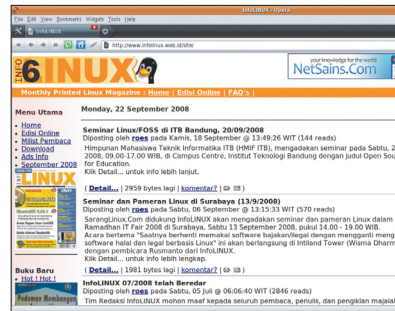 InfoLINUX - Opera
File Edit View Bookmarks Widgets Tools Help
InfoLINUX
http://www.infolinux.web.id/site/
INFO LINUX
your knowledge for the world
NetSains.Com
Monthly Printed Linux Magazine : Home | Edisi Online | FAQ's |
Menu Utama
Home
Edisi Online
Milist Pembaca
Download
Ads Info
September 2008
LINUX
Buku Baru
Hot ! Hot !
Pedoman Membangun
Monday, 22 September 2008
Seminar Linux/FOSS di ITB Bandung, 20/09/2008
Diposting oleh roes pada Kamis, 18 September @ 13:49:26 WIT (144 reads)
Himpunan Mahasiswa Teknik Informatika ITB (HMIF ITB), mengadakan seminar pada Sabtu, 2
2008, 09.00-17.00 WIB, di Campus Centre, Institut Teknologi Bandung dengan judul Open Sou
for Education.
Klik Detail... untuk info lebih lanjut.
( Detail... | 2959 bytes lagi | komentar? | )
Seminar dan Pameran Linux di Surabaya (13/9/2008)
Diposting oleh roes pada Sabtu, 06 September @ 13:15:33 WIT (570 reads)
SarangLinux.Com didukung InfoLINUX akan mengadakan seminar dan pameran Linux dalam
Ramadhan IT Fair 2008 di Surabaya, Sabtu 13 September 2008, pukul 14.00 - 19.00 WIB.
Acara bertema "Saatnya berhenti memakai software bajakan/ilegal dengan mengganti meng
software halal dan legal berbasis Linux" ini akan berlangsung di Intiland Tower (Wisma Dharm
dengan pembicara Rusmanto dari InfoLINUX.
Klik Detail... untuk info lebih lengkap.
( Detail... | 1981 bytes lagi | komentar? | )
InfoLINUX 07/2008 telah Beredar
Diposting oleh roes pada Sabtu, 05 Juli @ 06:06:40 WIT (2846 reads)
Tim Redaksi InfoLINUX mohon maaf kepada seluruh pembaca, penulis, dan pengiklan majalah